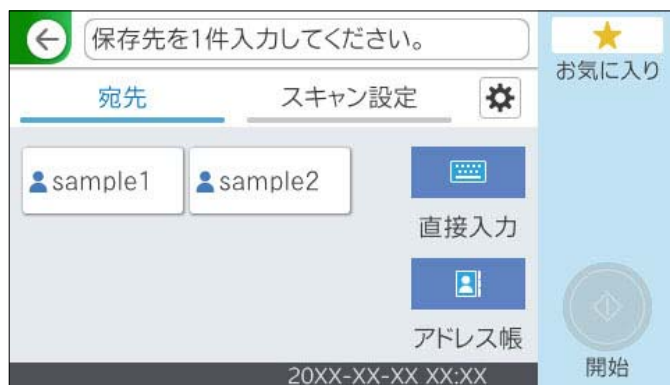 保存先を1件入力してください。
お気に入り
宛先
スキャン設定
sample1
sample2
直接入力
アドレス帳
開始
20XX-XX-XX XX:XX